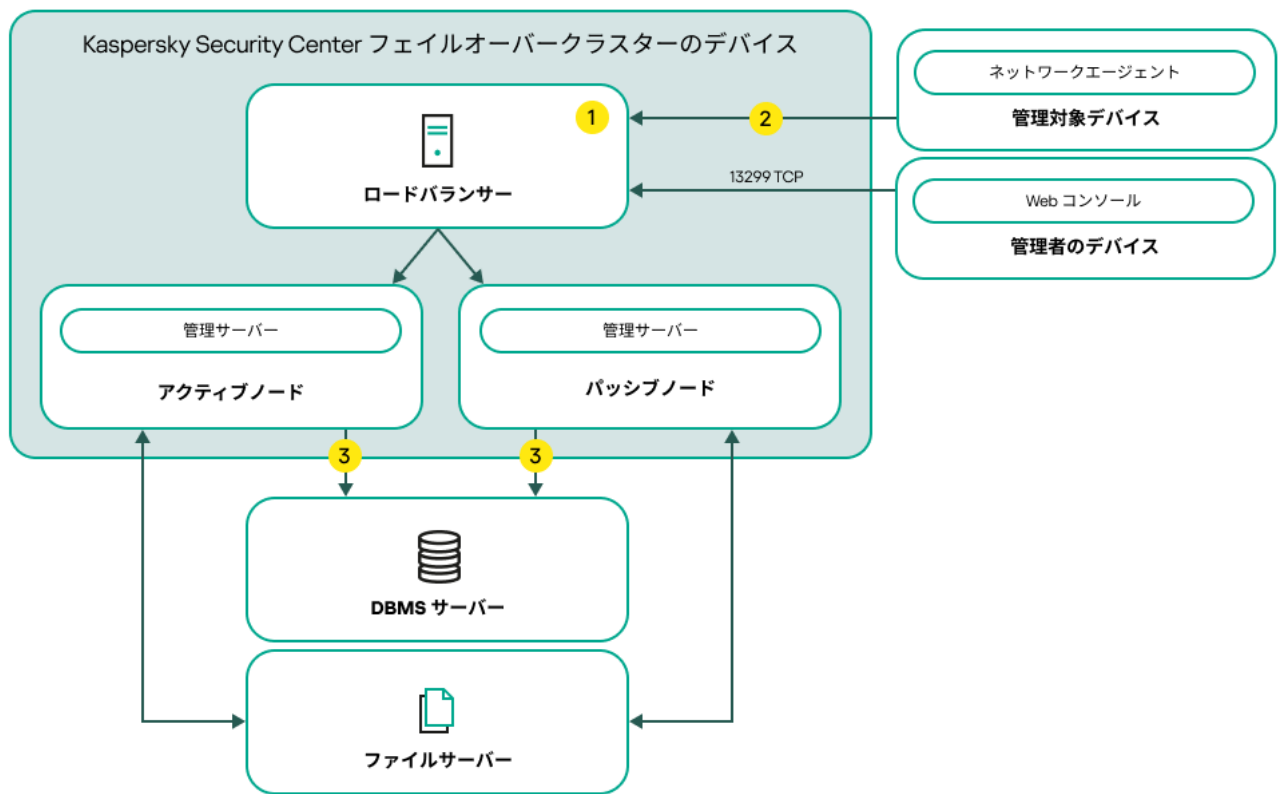 Kaspersky Security Center フェイルオーバークラスターのデバイス
1
ロードバランサー
2
13299 TCP
ネットワークエージェント
管理対象デバイス
Web コンソール
管理者のデバイス
管理サーバー
アクティブノード
管理サーバー
パッシブノード
3
3
DBMS サーバー
ファイルサーバー